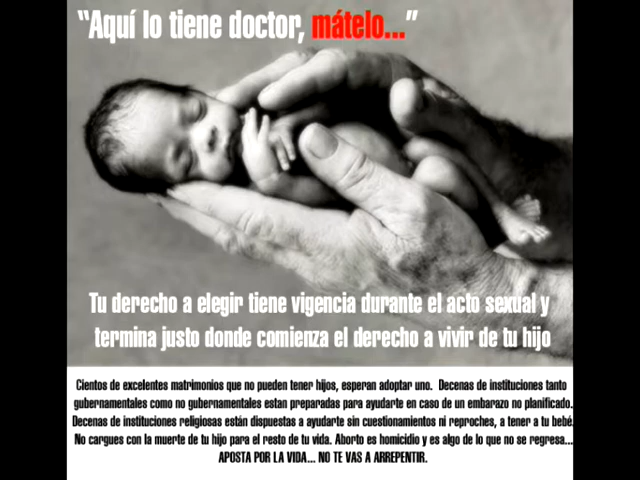 “Aquí lo tiene doctor, mátelo...”
Tu derecho a elegir tiene vigencia durante el acto sexual y
termina justo donde comienza el derecho a vivir de tu hijo
Cientos de excelentes matrimonios que no pueden tener hijos, esperan adoptar uno. Decenas de instituciones tanto
gubernamentales como no gubernamentales estan preparadas para ayudarte en caso de un embarazo no planificado.
Decenas de instituciones religiosas están dispuestas a ayudarte sin cuestionamientos ni reproches, a tener a tu bebé.
No cargues con la muerte de tu hijo para el resto de tu vida. Aborto es homicidio y es algo de lo que no se regresa...
APOSTA POR LA VIDA... NO TE VAS A ARREPENTIR.